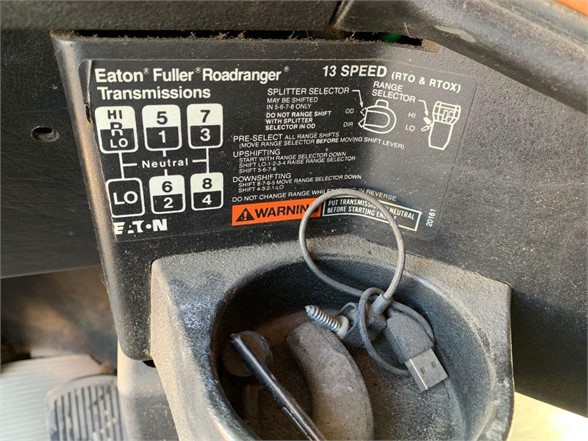 Eaton® Fuller® Roadranger®
Transmissions
13 SPEED (RTO & RTOX)
SPLITTER SELECTOR
MAY BE SHIFTED
IN 5-6-7-8 ONLY
DO NOT RANGE SHIFT
WITH SPLITTER
SELECTOR IN OD
OD
DIR
RANGE
SELECTOR
HI
LO
HI
R
LO
5
1
7
3
Neutral
LO
6
2
8
4
PRE-SELECT ALL RANGE SHIFTS
(MOVE RANGE SELECTOR BEFORE MOVING SHIFT LEVER)
UPSHIFTING
START WITH RANGE SELECTOR DOWN
SHIFT LO-1-2-3-4 RAISE RANGE SELECTOR
SHIFT 5-6-7-8
DOWNSHIFTING
SHIFT 8-7-6-5 MOVE RANGE SELECTOR DOWN
SHIFT 4-3-2-1-LO
DO NOT CHANGE RANGE WHILE MOVING IN REVERSE
WARNING
PUT TRANSMISSION IN NEUTRAL
BEFORE STARTING ENGINE
20161
EATON